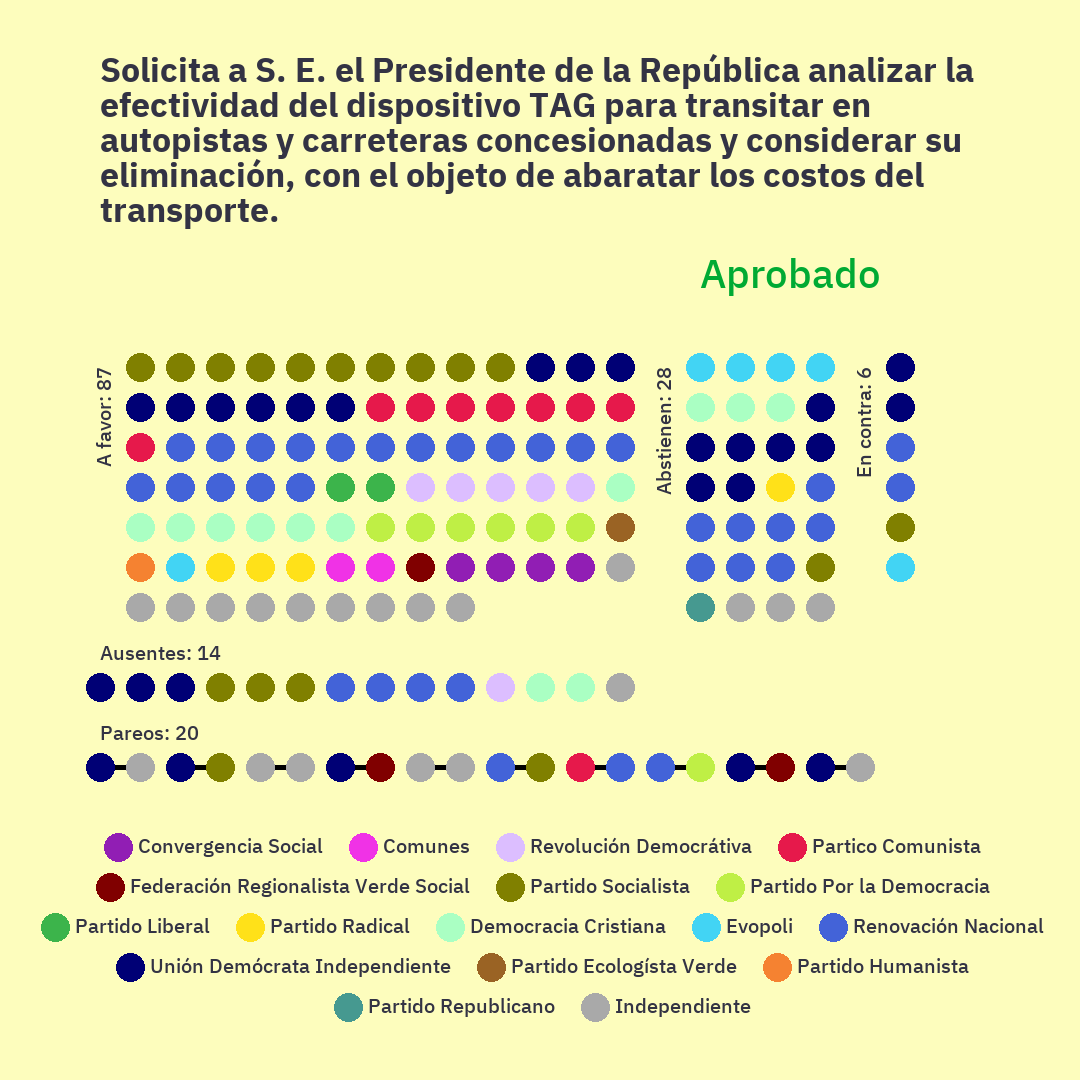 Solicita a S. E. el Presidente de la República analizar la
efectividad del dispositivo TAG para transitar en
autopistas y carreteras concesionadas y considerar su
eliminación, con el objeto de abaratar los costos del
transporte.
Aprobado
A favor: 87
Abstienen: 28
En contra: 6
Ausentes: 14
Pareos: 20
Convergencia Social
Comunes
Revolución Democrátiva
Partico Comunista
Federación Regionalista Verde Social
Partido Socialista
Partido Por la Democracia
Partido Liberal
Partido Radical
Democracia Cristiana
Evopoli
Renovación Nacional
Unión Demócrata Independiente
Partido Ecologísta Verde
Partido Humanista
Partido Republicano
Independiente